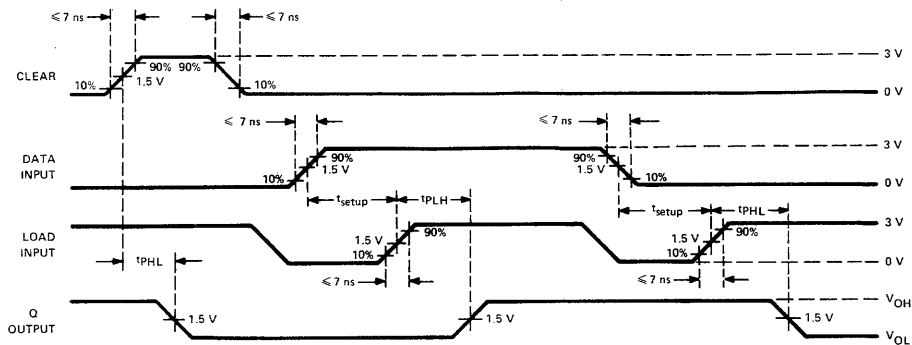 ≤ 7 ns ≤ 7 ns
CLEAR 10% 90% 1.5 V 90% 10% 3 V 0 V
≤ 7 ns ≤ 7 ns
DATA INPUT 10% 90% 1.5 V 90% 1.5 V 10% 3 V 0 V
tsetup tPLH tsetup tPHL
LOAD INPUT 1.5 V 10% 90% 1.5 V 10% 90% 3 V 0 V
tPHL ≤ 7 ns ≤ 7 ns
Q OUTPUT 1.5 V 1.5 V 1.5 V VOH VOL